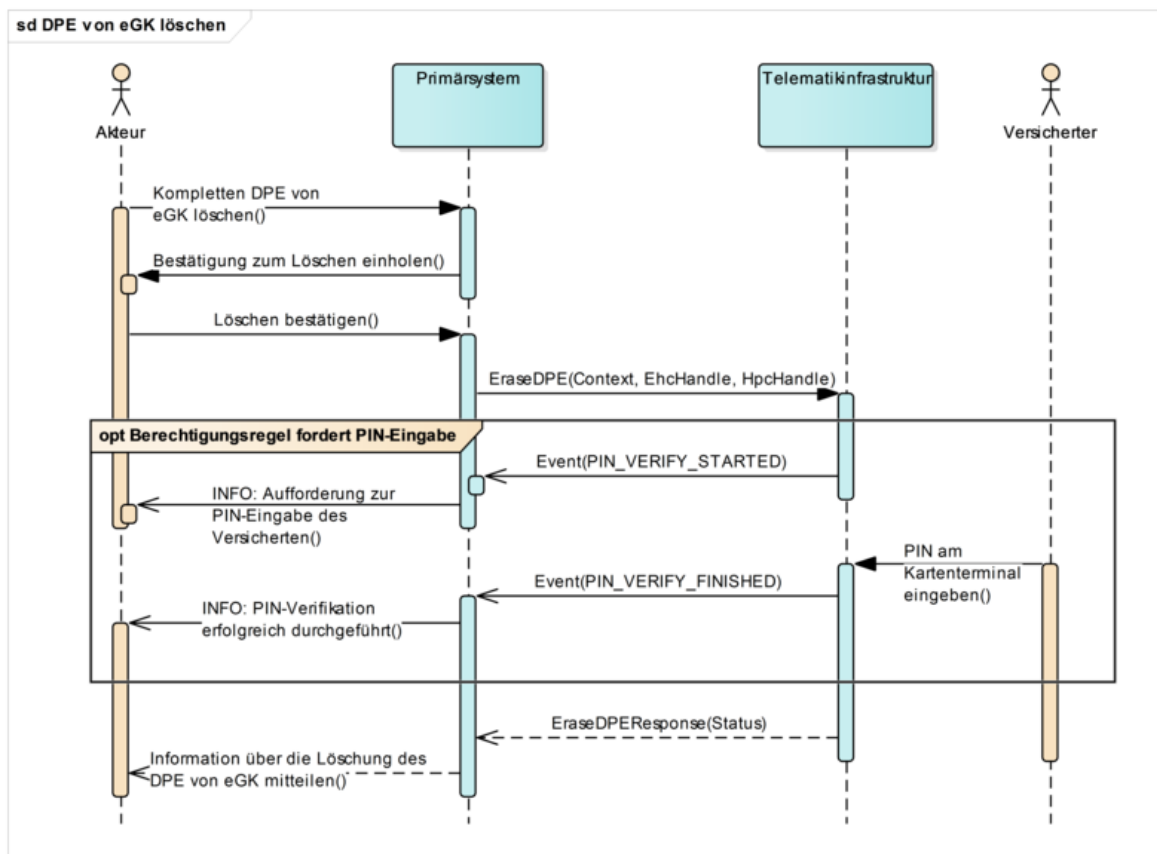 sd DPE von eGK löschen
Akteur
Primärsystem
Telematikinfrastruktur
Versicherter
Kompletten DPE von
eGK löschen()
Bestätigung zum Löschen einholen()
Löschen bestätigen()
EraseDPE(Context, EhcHandle, HpcHandle)
opt Berechtigungsregel fordert PIN-Eingabe
Event(PIN_VERIFY_STARTED)
INFO: Aufforderung zur
PIN-Eingabe des
Versicherten()
PIN am
Kartenterminal
eingeben()
Event(PIN_VERIFY_FINISHED)
INFO: PIN-Verifikation
erfolgreich durchgeführt()
EraseDPEResponse(Status)
Information über die Löschung des
DPE von eGK mitteilen()